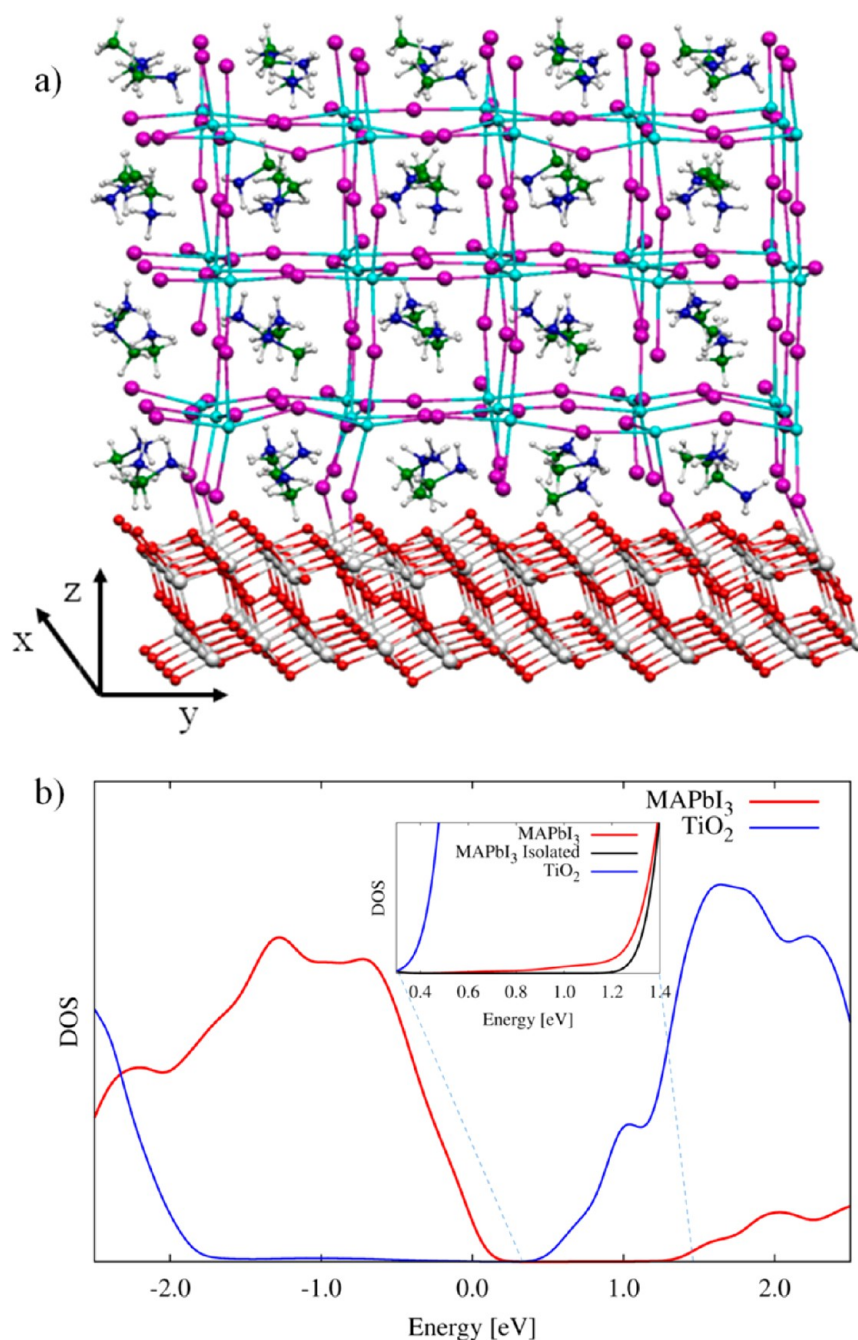 a)
z
x
y
b)
MAPbI3
TiO2
MAPbI3
MAPbI3 Isolated
TiO2
DOS
0.4 0.6 0.8 1.0 1.2 1.4
Energy [eV]
DOS
-2.0 -1.0 0.0 1.0 2.0
Energy [eV]